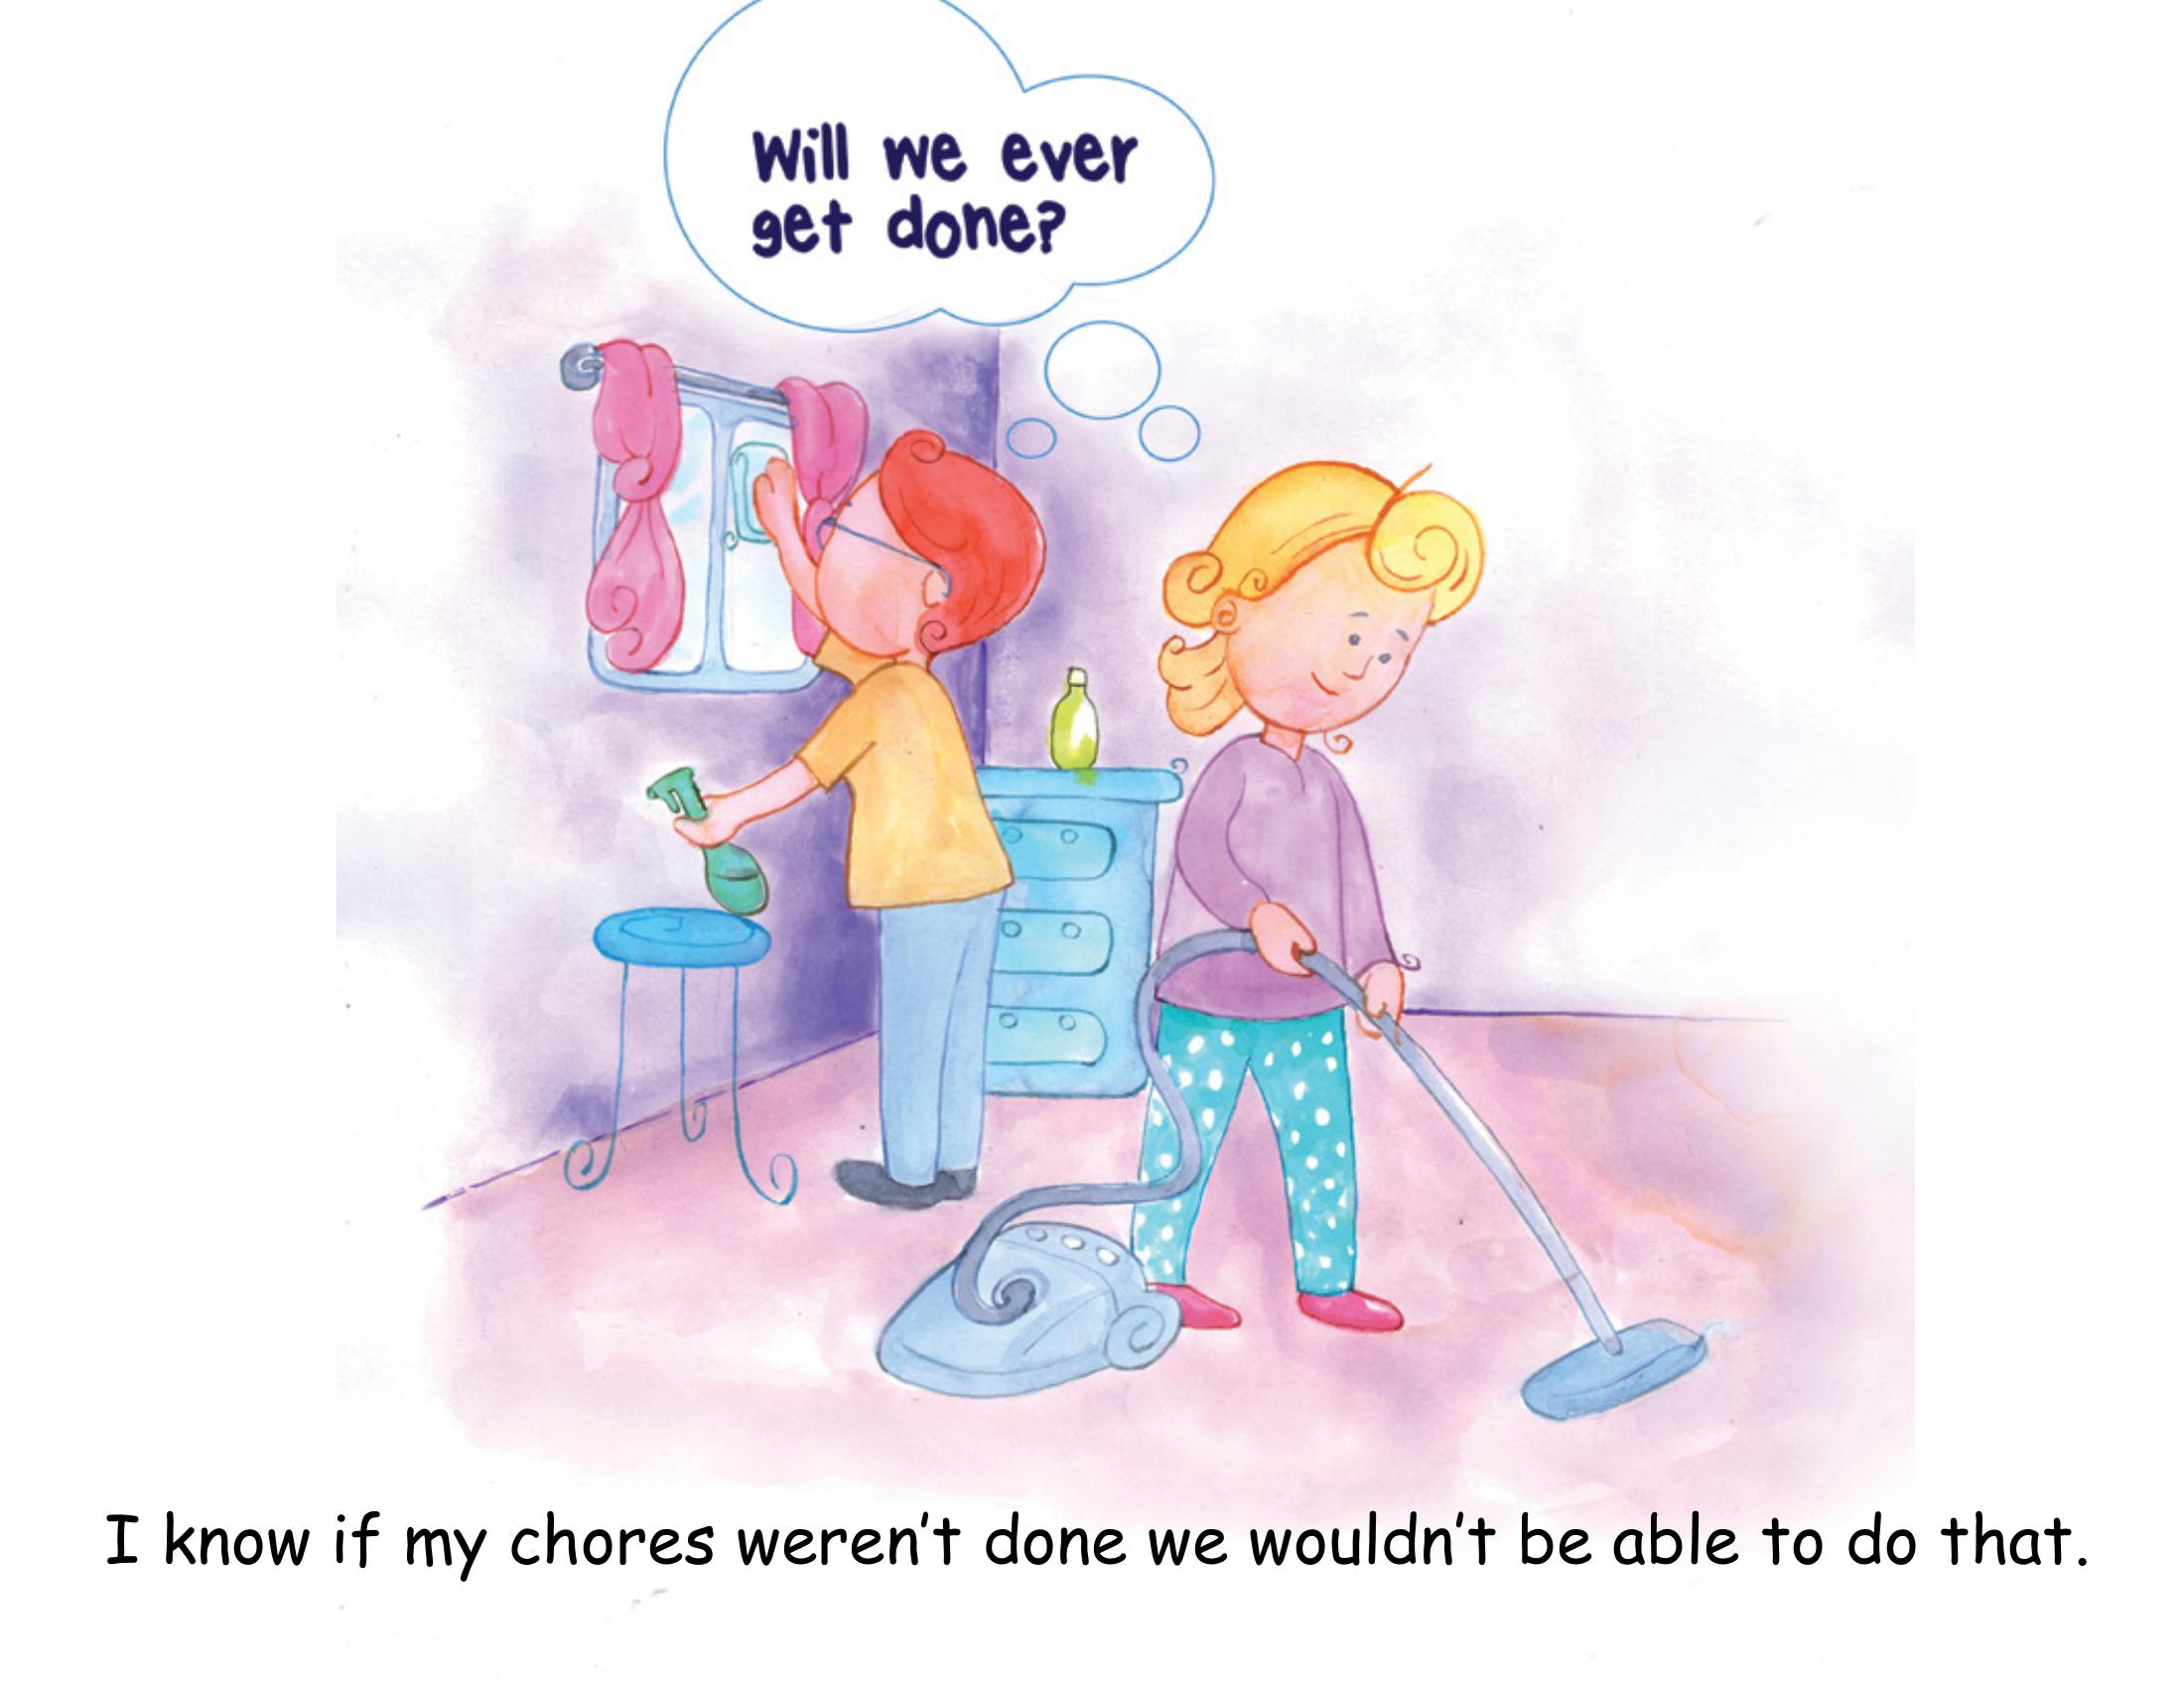 Will we ever
get done?
I know if my chores weren't done we wouldn't be able to do that.